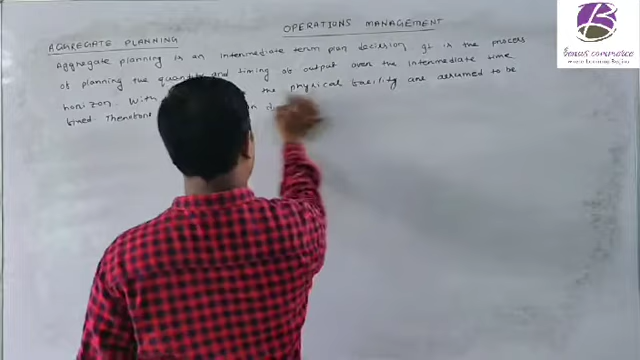 OPERATIONS MANAGEMENT
AGGREGATE PLANNING
Aggregate planning is an intermediate term plan decision. It is the process
of planning the quantity and timing of output over the intermediate time
horizon. With the physical facility are assumed to be
fixed. Therefore
B